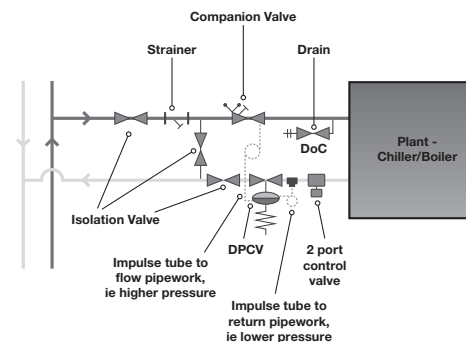 Companion Valve
Strainer
Drain
DoC
Plant -
Chiller/Boiler
Isolation Valve
DPCV
2 port
control
valve
Impulse tube to
flow pipework,
ie higher pressure
Impulse tube to
return pipework,
ie lower pressure